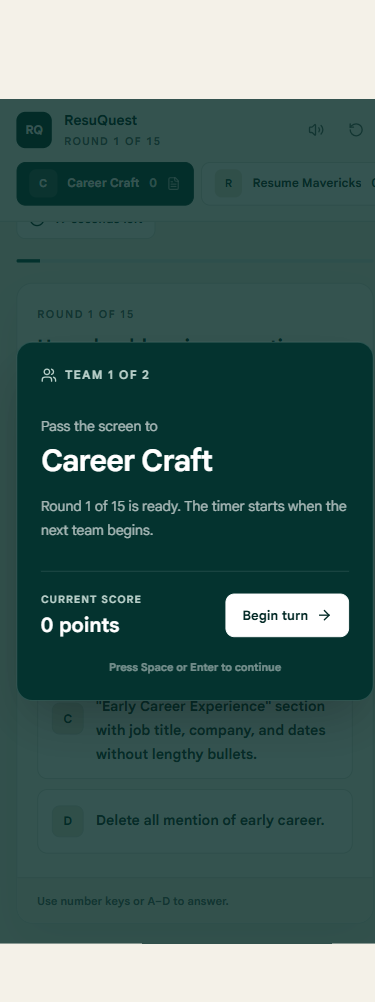 RQ
ResuQuest
ROUND 1 OF 15
C Career Craft 0
R Resume Mavericks
ROUND 1 OF 15
TEAM 1 OF 2
Pass the screen to
Career Craft
Round 1 of 15 is ready. The timer starts when the
next team begins.
CURRENT SCORE
0 points
Begin turn
Press Space or Enter to continue
C
"Early Career Experience" section
with job title, company, and dates
without lengthy bullets.
D Delete all mention of early career.
Use number keys or A–D to answer.